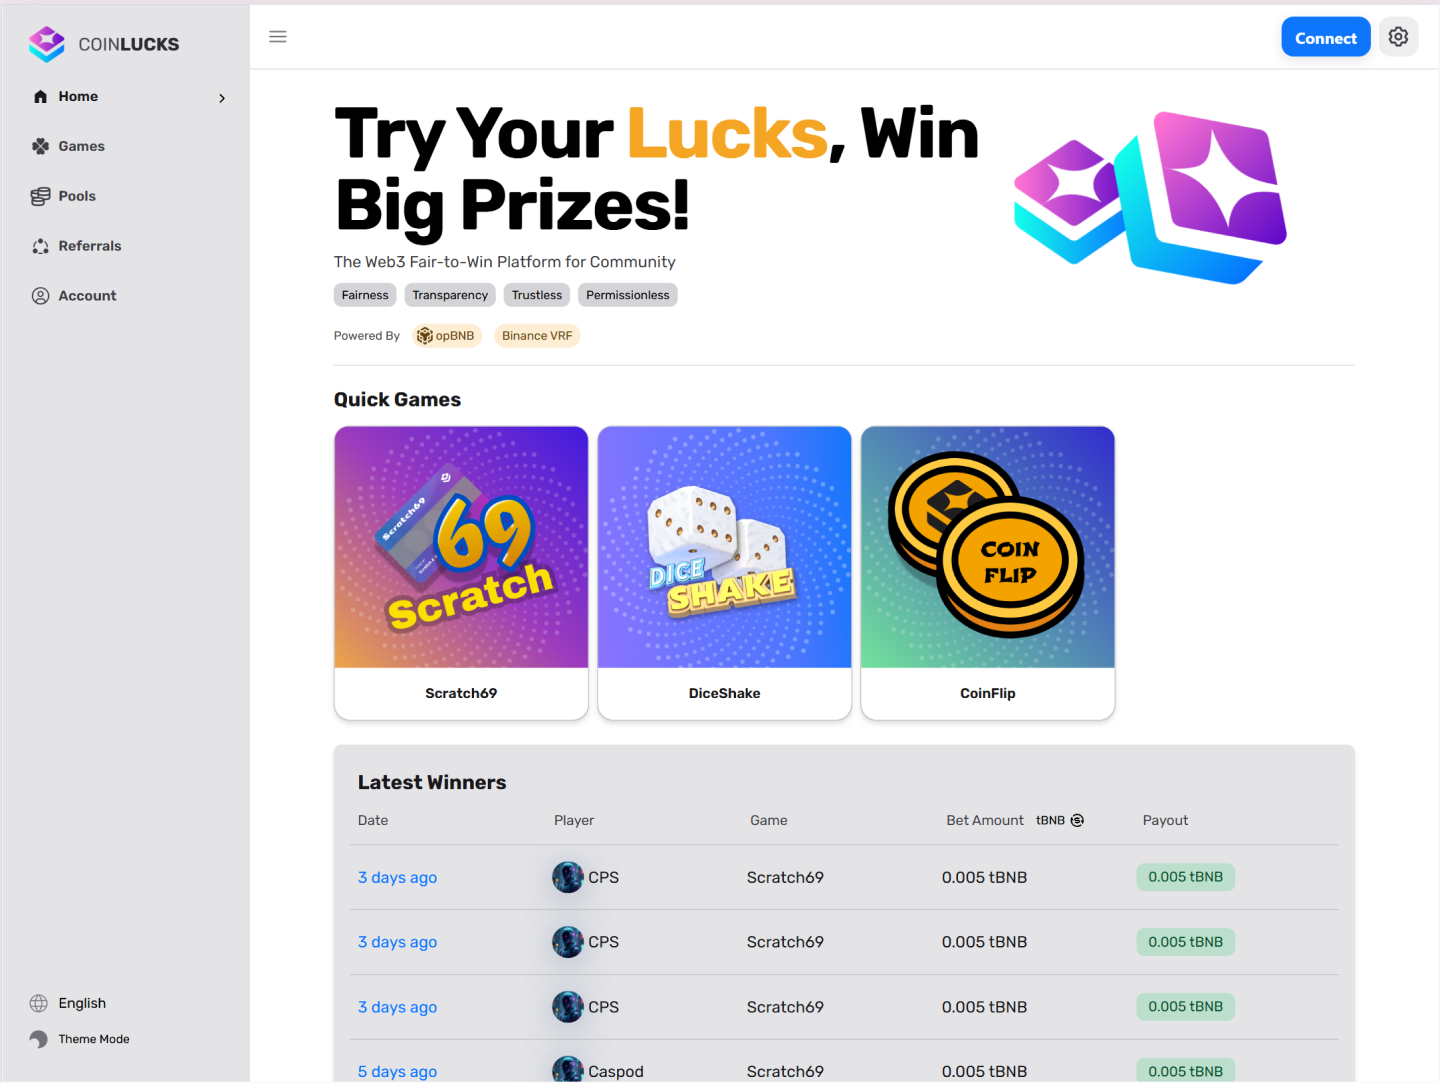 COINLUCKS
Home
Games
Pools
Referrals
Account
English
Theme Mode
Connect
Try Your Lucks, Win
Big Prizes!
The Web3 Fair-to-Win Platform for Community
Fairness Transparency Trustless Permissionless
Powered By opBNB Binance VRF
Quick Games
Scratch69
69
Scratch
Scratch69
DICE
SHAKE
DiceShake
COIN
FLIP
CoinFlip
Latest Winners
Date Player Game Bet Amount tBNB Payout
3 days ago CPS Scratch69 0.005 tBNB 0.005 tBNB
3 days ago CPS Scratch69 0.005 tBNB 0.005 tBNB
3 days ago CPS Scratch69 0.005 tBNB 0.005 tBNB
5 days ago Caspod Scratch69 0.005 tBNB 0.005 tBNB